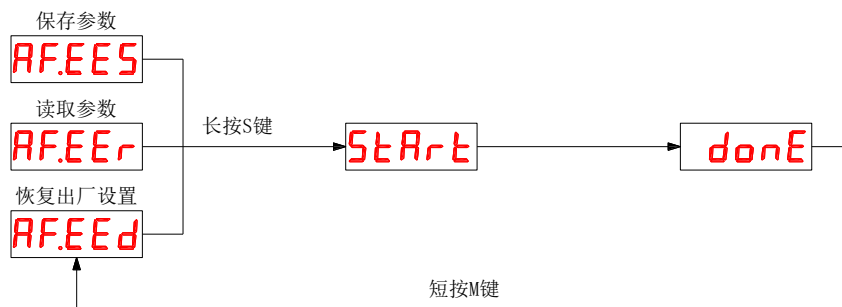 保存参数
AF.EES
读取参数
AF.EEr
长按S键
StArt
donE
恢复出厂设置
AF.EEd
短按M键